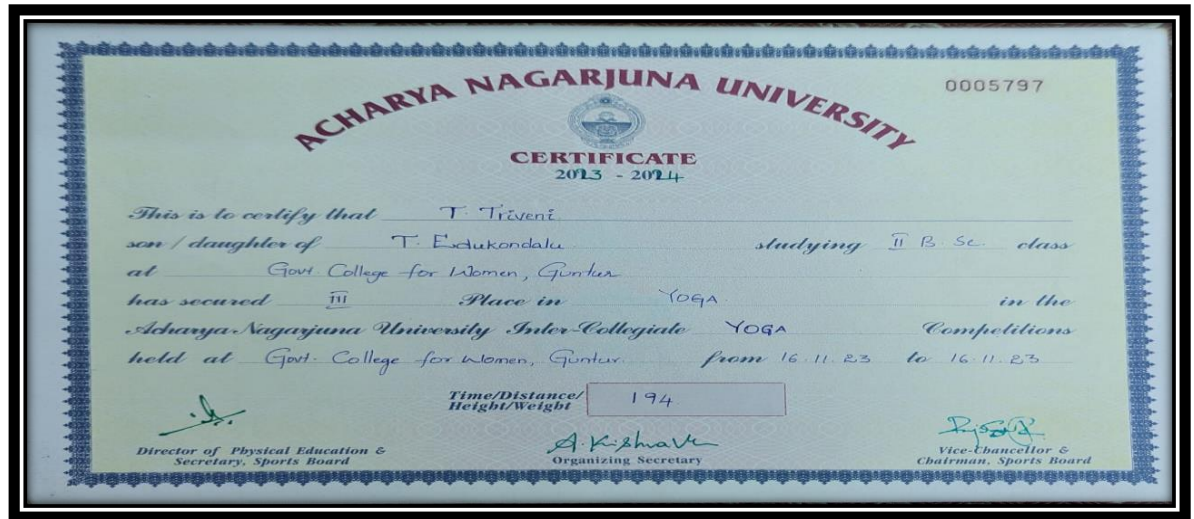 ACHARYA NAGARJUNA UNIVERSITY
0005797
CERTIFICATE
2023 - 2024
This is to certify that T. Triveni
son / daughter of T. Edukondalu studying II B. Sc. class
at Govt College for Women, Guntur
has secured III Place in YOGA in the
Acharya Nagarjuna University Inter-Collegiate YOGA Competitions
held at Govt. College for Women, Guntur. from 16.11.23 to 16.11.23
Time/Distance/
Height/Weight 194
Director of Physical Education &
Secretary, Sports Board
Organizing Secretary
Vice-Chancellor &
Chairman, Sports Board